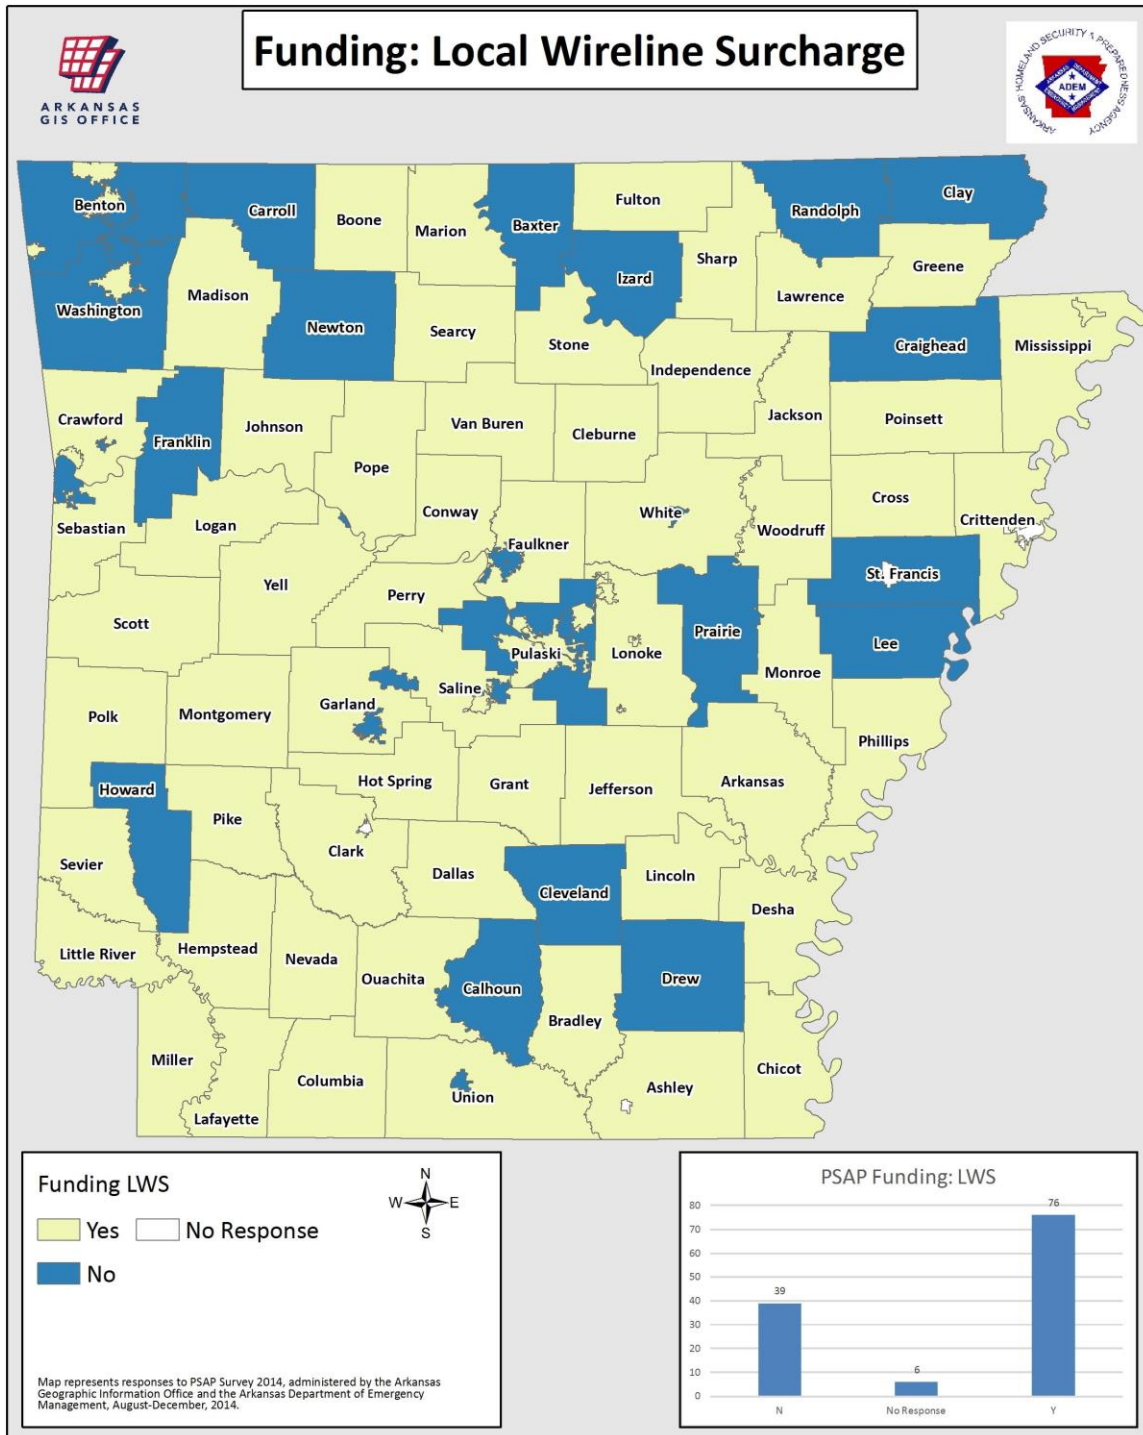 Funding: Local Wireline Surcharge
ARKANSAS
GIS OFFICE
ARKANSAS' HOMELAND SECURITY & PREPAREDNESS AGENCY
ADEM
Benton
Carroll
Boone
Marion
Baxter
Fulton
Randolph
Clay
Washington
Madison
Newton
Searcy
Stone
Izard
Sharp
Lawrence
Greene
Craighead
Mississippi
Independence
Crawford
Franklin
Johnson
Pope
Van Buren
Cleburne
Jackson
Poinsett
Sebastian
Logan
Conway
Faulkner
White
Woodruff
Cross
Crittenden
St. Francis
Scott
Yell
Perry
Pulaski
Lonoke
Prairie
Monroe
Lee
Polk
Montgomery
Garland
Saline
Phillips
Howard
Pike
Hot Spring
Grant
Jefferson
Arkansas
Sevier
Clark
Dallas
Cleveland
Lincoln
Desha
Little River
Hempstead
Nevada
Ouachita
Calhoun
Bradley
Drew
Miller
Lafayette
Columbia
Union
Ashley
Chicot
Funding LWS
Yes
No Response
No
N
W
E
S
Map represents responses to PSAP Survey 2014, administered by the Arkansas
Geographic Information Office and the Arkansas Department of Emergency
Management, August-December, 2014.
PSAP Funding: LWS
80
70
60
50
40
30
20
10
0
39
6
76
N
No Response
Y